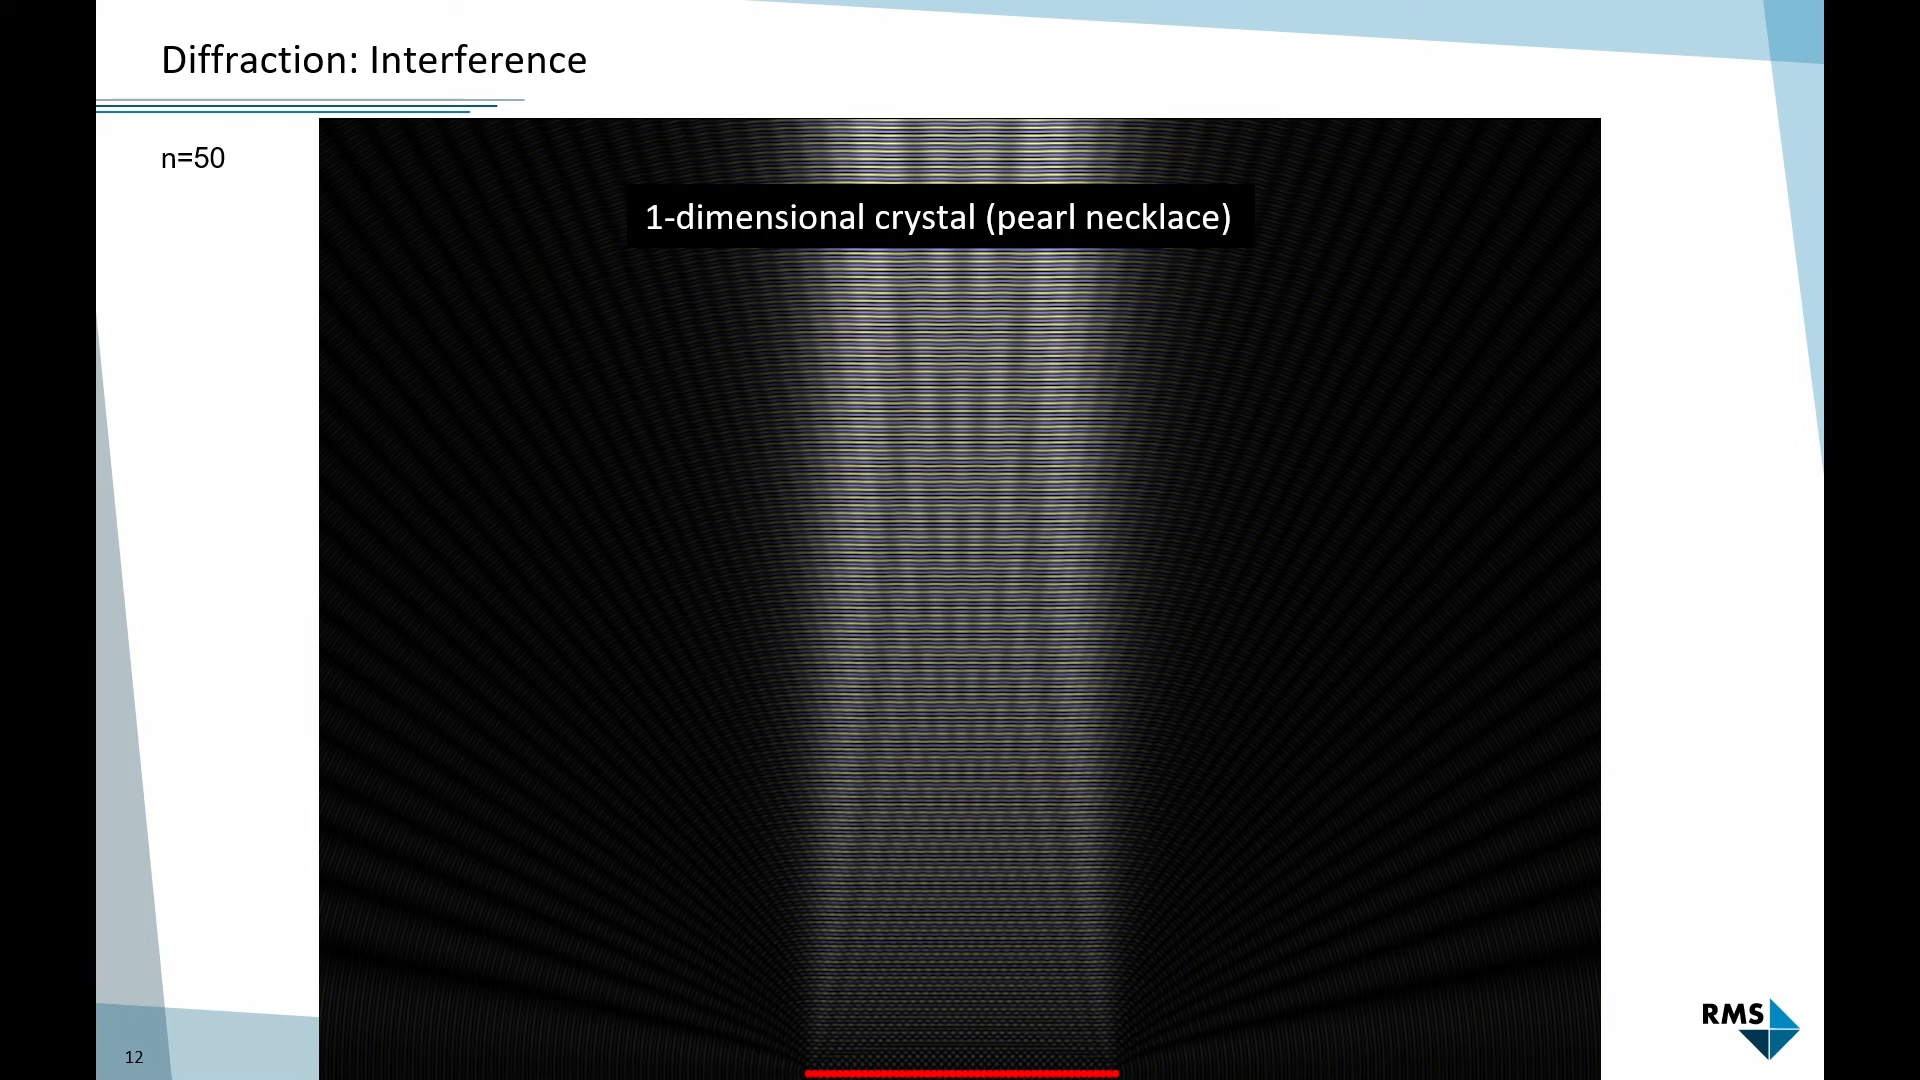 Diffraction: Interference
n=50
1-dimensional crystal (pearl necklace)
RMS
12